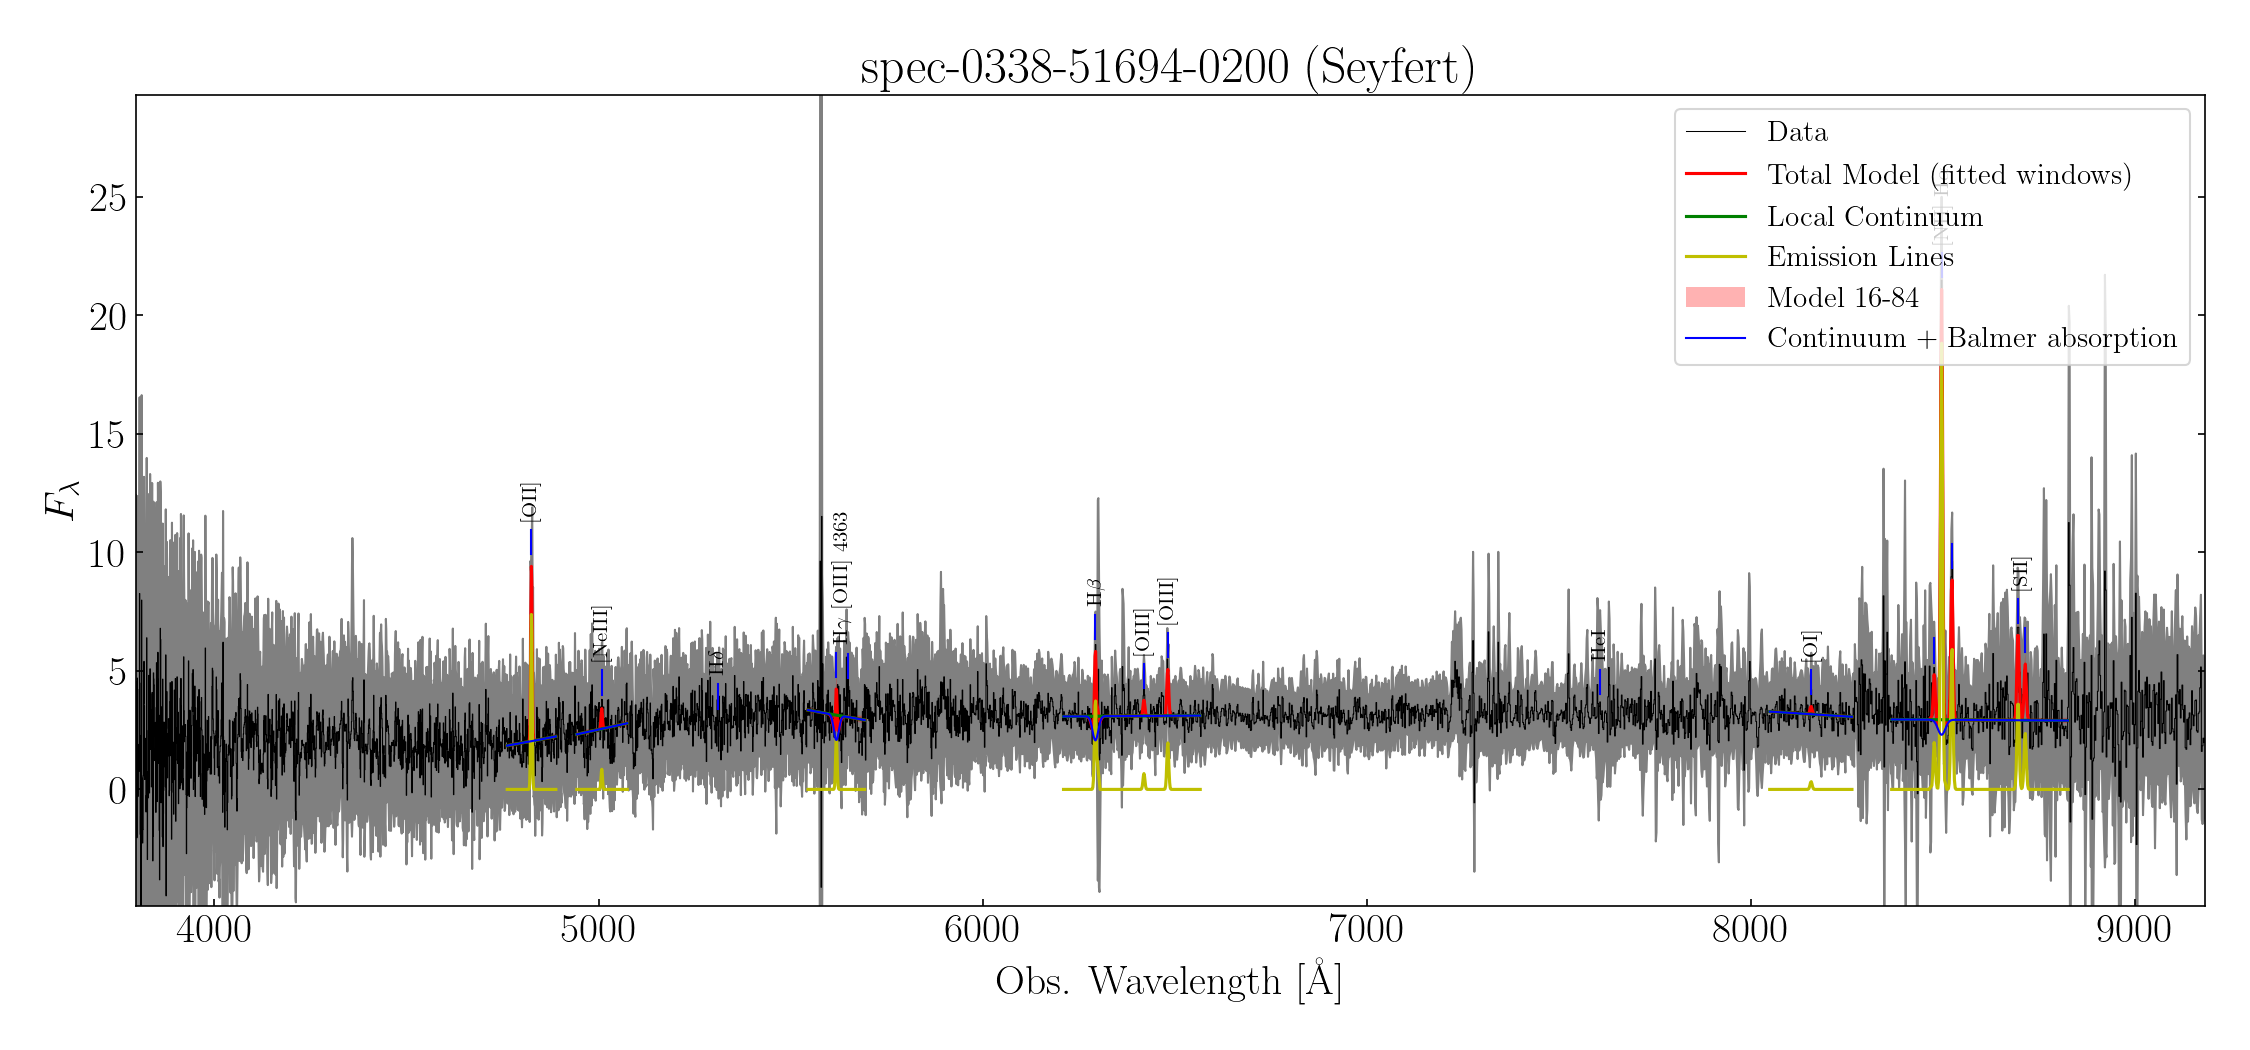 spec-0338-51694-0200 (Seyfert)
Data
Total Model (fitted windows)
Local Continuum
Emission Lines
Model 16-84
Continuum + Balmer absorption
[OII]
[NeIII]
Hδ
Hγ
[OIII] 4363
Hβ
[OIII]
[OIII]
HeI
[OI]
[NII]
[SII]
25
20
15
10
5
0
F_λ
4000
5000
6000
7000
8000
9000
Obs. Wavelength [Å]